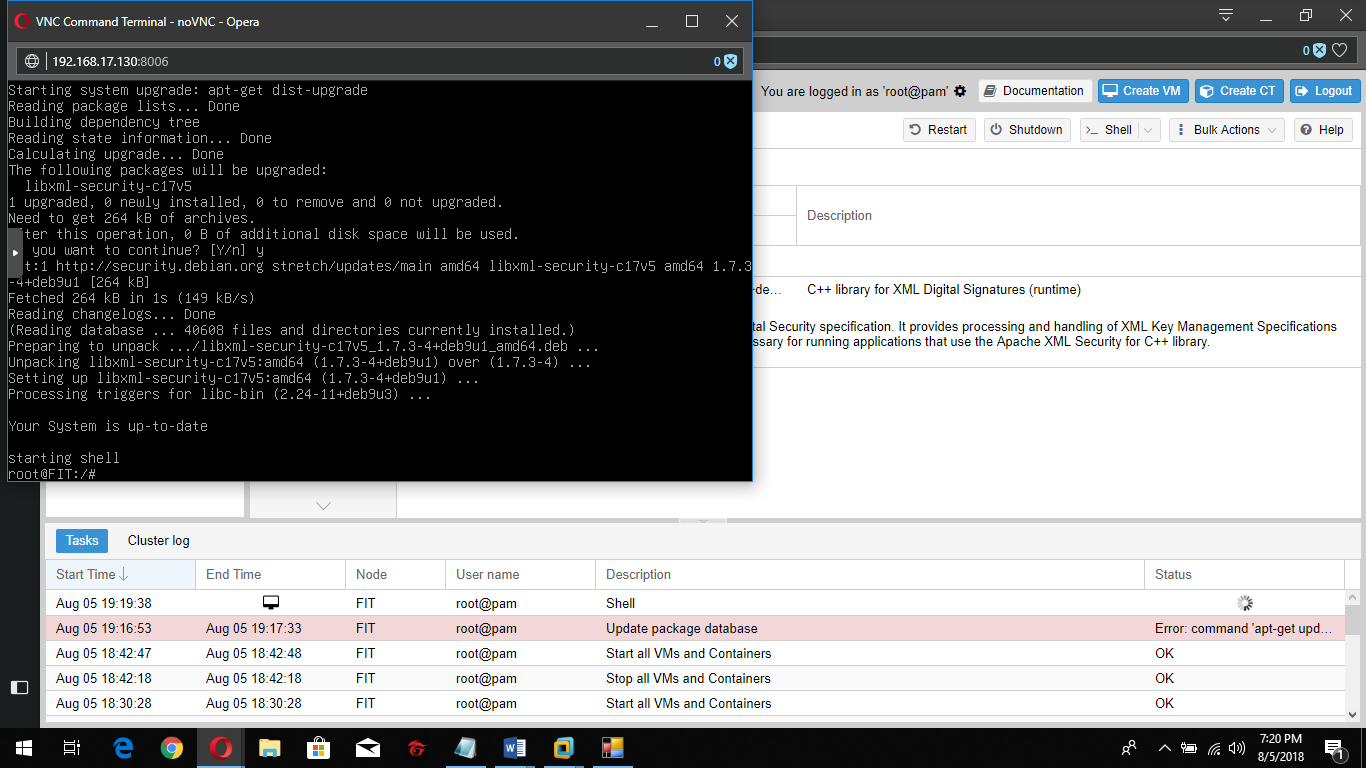 VNC Command Terminal - noVNC - Opera
192.168.17.130:8006
0
0
Starting system upgrade: apt-get dist-upgrade
Reading package lists... Done
Building dependency tree
Reading state information... Done
Calculating upgrade... Done
The following packages will be upgraded:
libxml-security-c17v5
1 upgraded, 0 newly installed, 0 to remove and 0 not upgraded.
Need to get 264 kB of archives.
ter this operation, 0 B of additional disk space will be used.
you want to continue? [Y/n] y
t:1 http://security.debian.org stretch/updates/main amd64 libxml-security-c17v5 amd64 1.7.3
-4+deb9u1 [264 kB]
Fetched 264 kB in 1s (149 kB/s)
Reading changelogs... Done
(Reading database ... 40608 files and directories currently installed.)
Preparing to unpack .../libxml-security-c17v5_1.7.3-4+deb9u1_amd64.deb ...
Unpacking libxml-security-c17v5:amd64 (1.7.3-4+deb9u1) over (1.7.3-4) ...
Setting up libxml-security-c17v5:amd64 (1.7.3-4+deb9u1) ...
Processing triggers for libc-bin (2.24-11+deb9u3) ...
Your System is up-to-date
starting shell
root@FIT:/#
You are logged in as 'root@pam' Documentation Create VM Create CT Logout
Restart Shutdown >_ Shell Bulk Actions Help
Description
-de... C++ library for XML Digital Signatures (runtime)
tal Security specification. It provides processing and handling of XML Key Management Specifications
ssary for running applications that use the Apache XML Security for C++ library.
Tasks Cluster log
Start Time End Time Node User name Description Status
Aug 05 19:19:38 FIT root@pam Shell
Aug 05 19:16:53 Aug 05 19:17:33 FIT root@pam Update package database Error: command 'apt-get upd...
Aug 05 18:42:47 Aug 05 18:42:48 FIT root@pam Start all VMs and Containers OK
Aug 05 18:42:18 Aug 05 18:42:18 FIT root@pam Stop all VMs and Containers OK
Aug 05 18:30:28 Aug 05 18:30:28 FIT root@pam Start all VMs and Containers OK
7:20 PM
8/5/2018
1